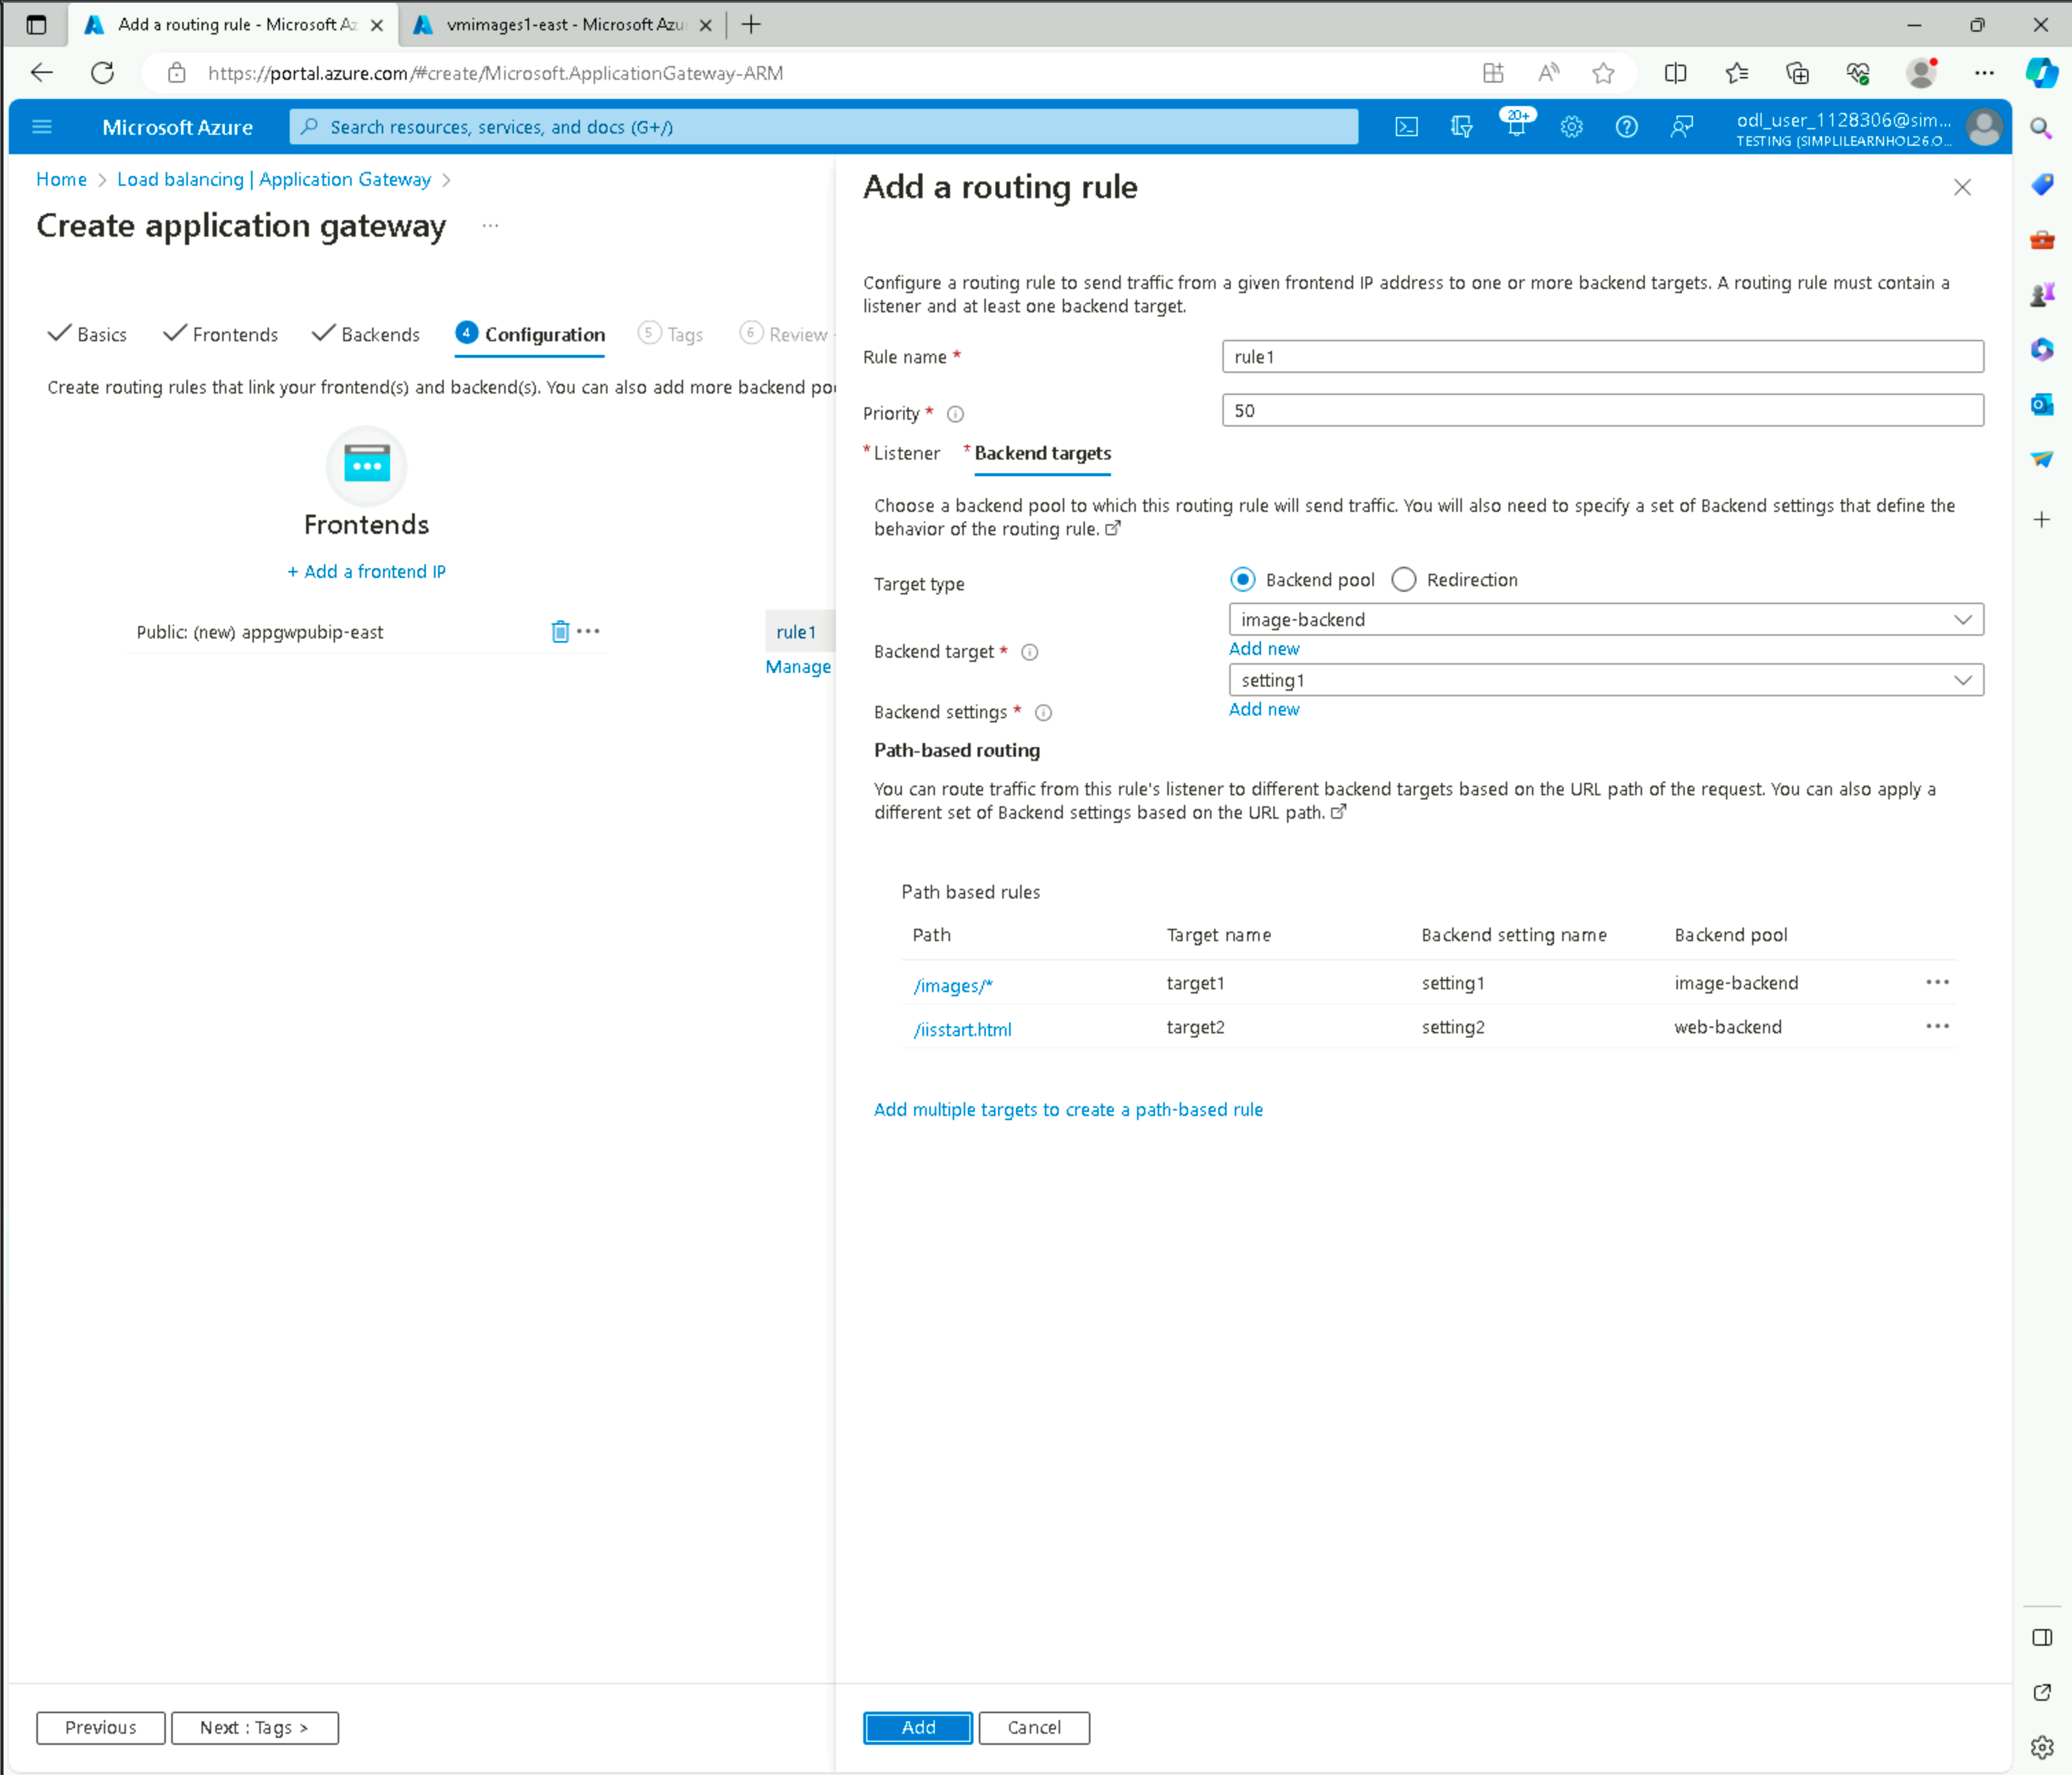 Add a routing rule - Microsoft Az
vmimages1-east - Microsoft Azu
https://portal.azure.com/#create/Microsoft.ApplicationGateway-ARM
Microsoft Azure
Search resources, services, and docs (G+/)
20+
odl_user_1128306@sim...
TESTING (SIMPLILEARNHOL26.O...
Home > Load balancing | Application Gateway >
Create application gateway ...
Basics
Frontends
Backends
4 Configuration
5 Tags
6 Review
Create routing rules that link your frontend(s) and backend(s). You can also add more backend po
Frontends
+ Add a frontend IP
Public: (new) appgwpubip-east
rule1
Manage
Previous
Next : Tags >
Add a routing rule
Configure a routing rule to send traffic from a given frontend IP address to one or more backend targets. A routing rule must contain a
listener and at least one backend target.
Rule name * rule1
Priority * 50
* Listener * Backend targets
Choose a backend pool to which this routing rule will send traffic. You will also need to specify a set of Backend settings that define the
behavior of the routing rule.
Target type Backend pool Redirection
image-backend
Backend target * Add new
setting1
Backend settings * Add new
Path-based routing
You can route traffic from this rule's listener to different backend targets based on the URL path of the request. You can also apply a
different set of Backend settings based on the URL path.
Path based rules
Path Target name Backend setting name Backend pool
/images/* target1 setting1 image-backend
/iisstart.html target2 setting2 web-backend
Add multiple targets to create a path-based rule
Add
Cancel